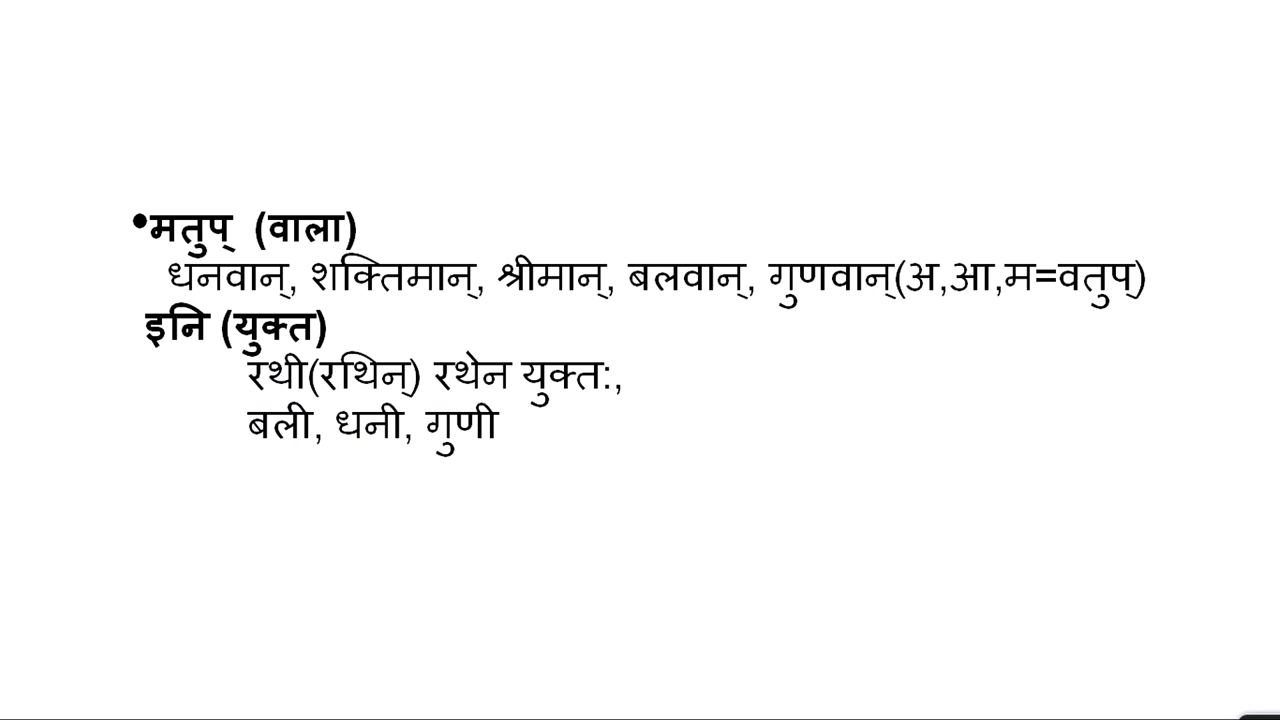 •मतुप् (वाला)
धनवान्, शक्तिमान्, श्रीमान्, बलवान्, गुणवान्(अ,आ,म=वतुप्)
इनि (युक्त)
रथी(रथिन्) रथेन युक्त:,
बली, धनी, गुणी